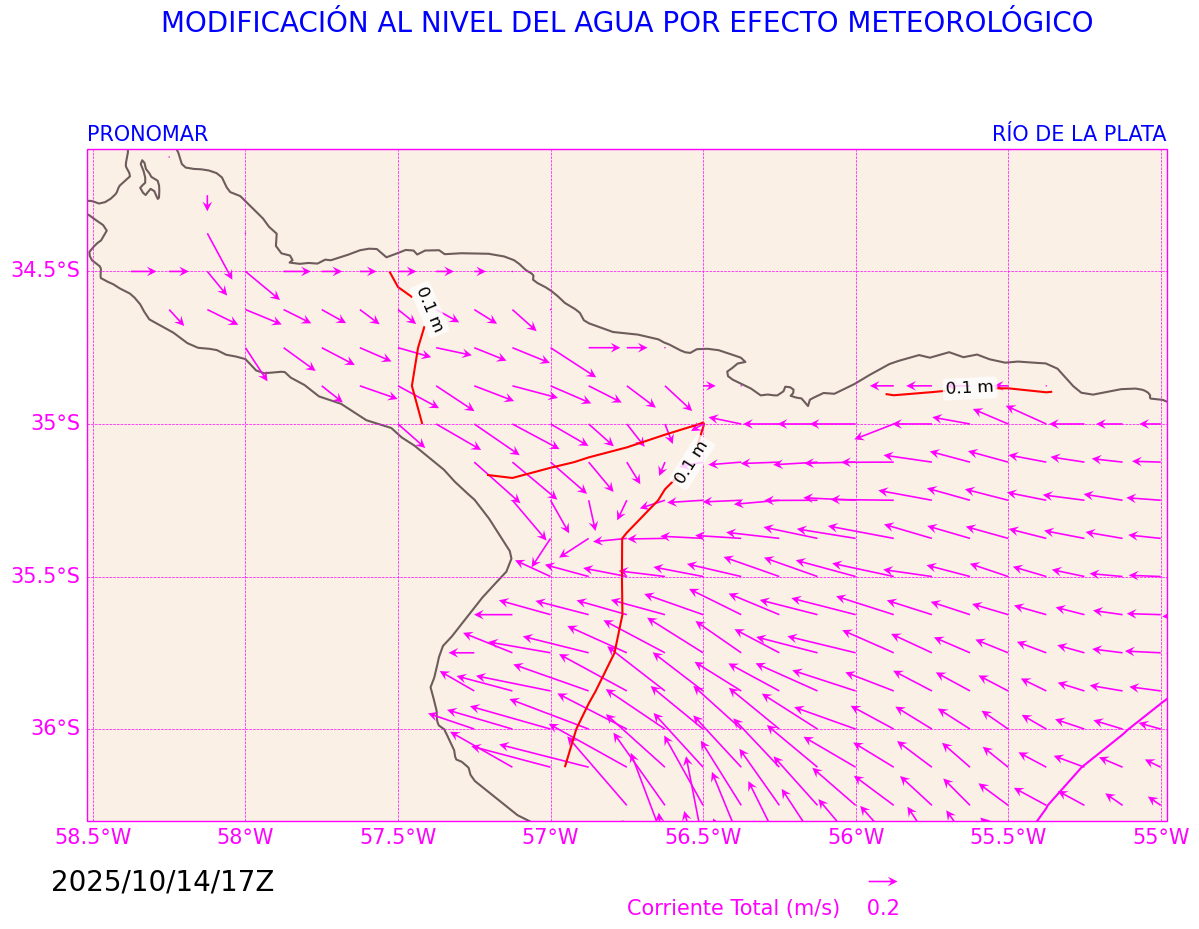 MODIFICACIÓN AL NIVEL DEL AGUA POR EFECTO METEOROLÓGICO
PRONOMAR
RÍO DE LA PLATA
34.5°S
0.1 m
0.1 m
35°S
0.1 m
35.5°S
36°S
58.5°W 58°W 57.5°W 57°W 56.5°W 56°W 55.5°W 55°W
2025/10/14/17Z
Corriente Total (m/s) 0.2